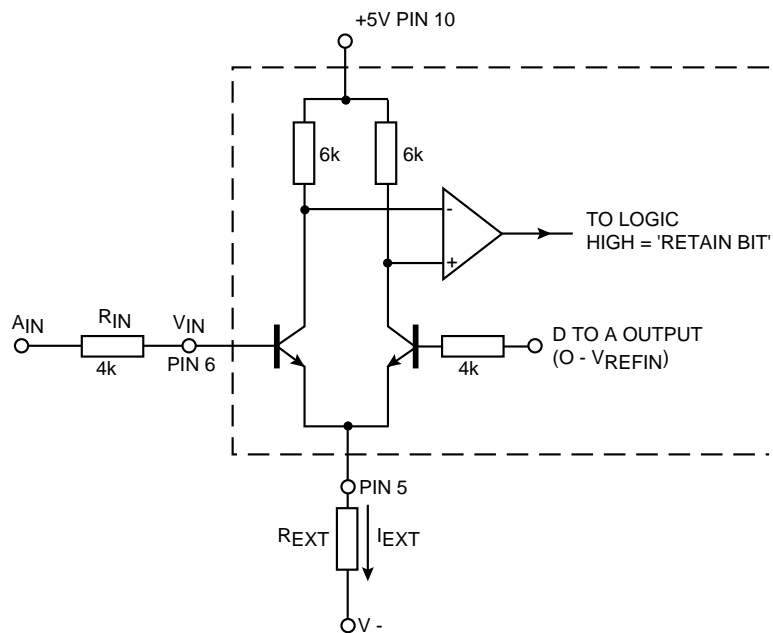 +5V PIN 10
6k
6k
-
+
TO LOGIC
HIGH = 'RETAIN BIT'
AIN
RIN
4k
VIN
PIN 6
4k
D TO A OUTPUT
(O - VREFIN)
PIN 5
REXT
IEXT
V -